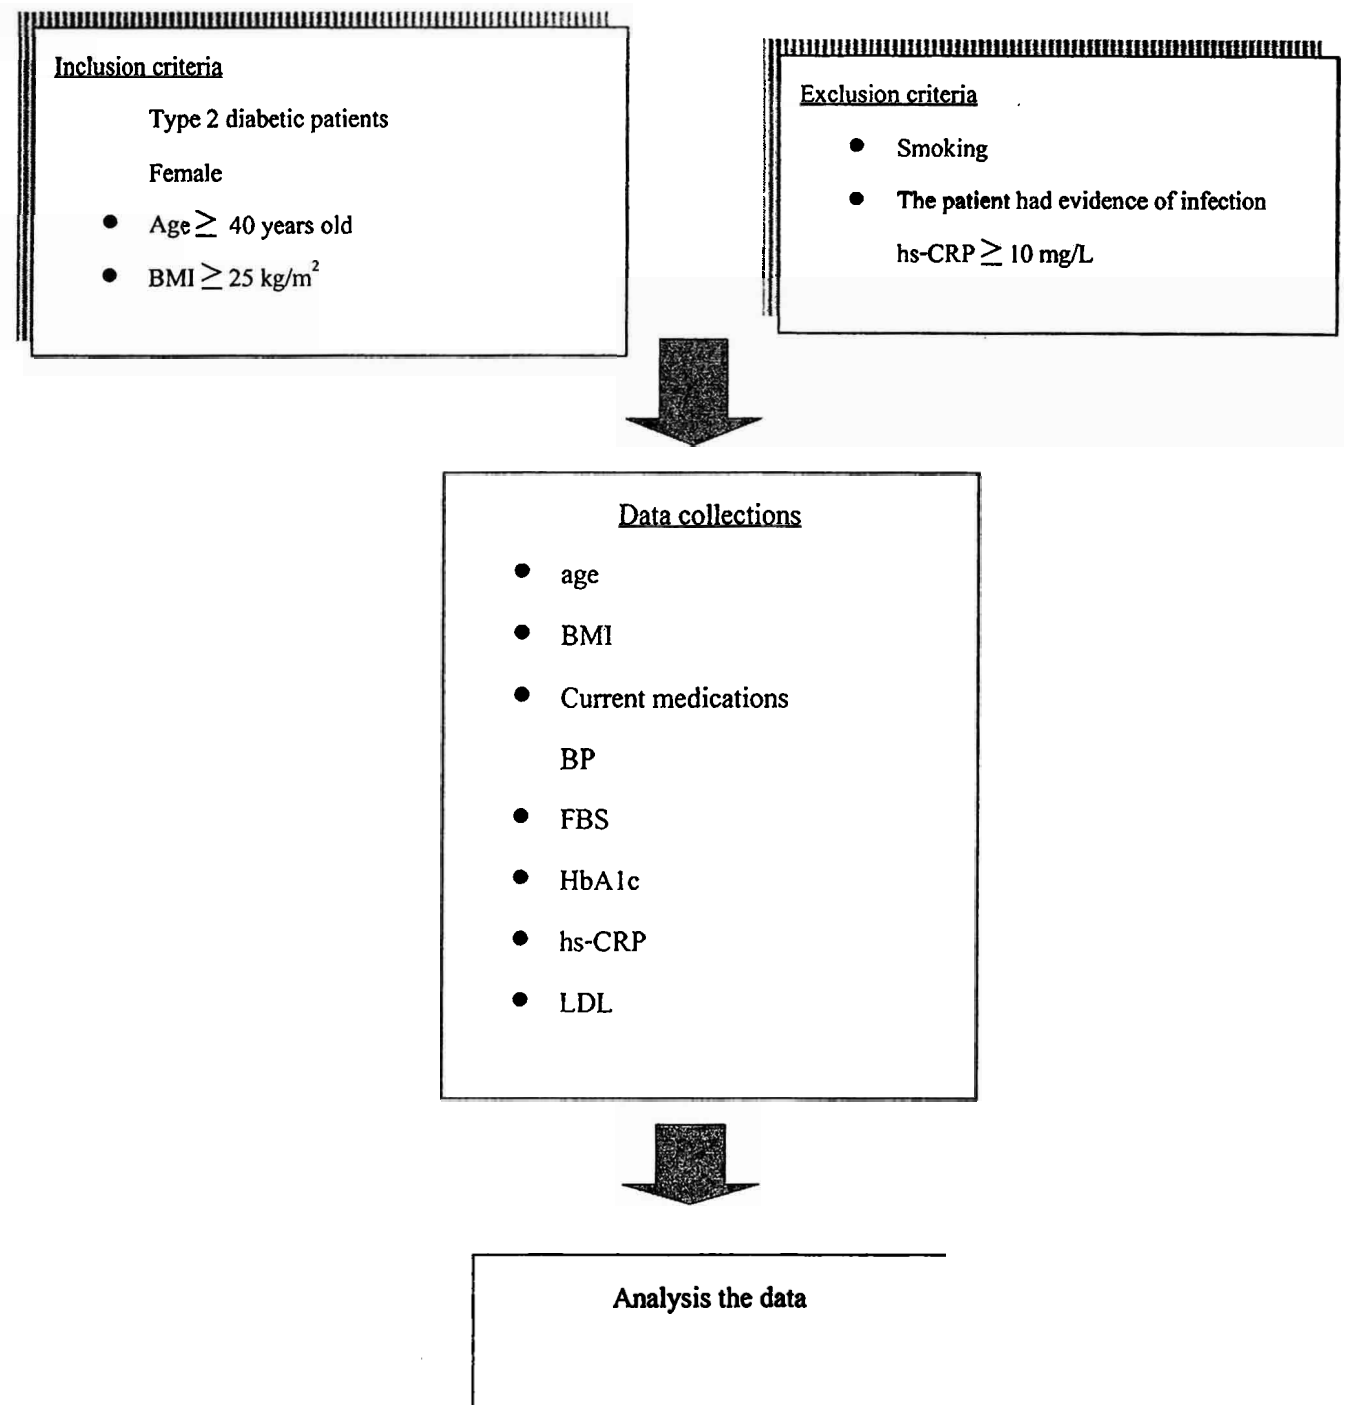 Inclusion criteria
Type 2 diabetic patients
Female
● Age ≥ 40 years old
● BMI ≥ 25 kg/m²
Exclusion criteria
● Smoking
● The patient had evidence of infection
hs-CRP ≥ 10 mg/L
Data collections
● age
● BMI
● Current medications
BP
● FBS
● HbA1c
● hs-CRP
● LDL
Analysis the data